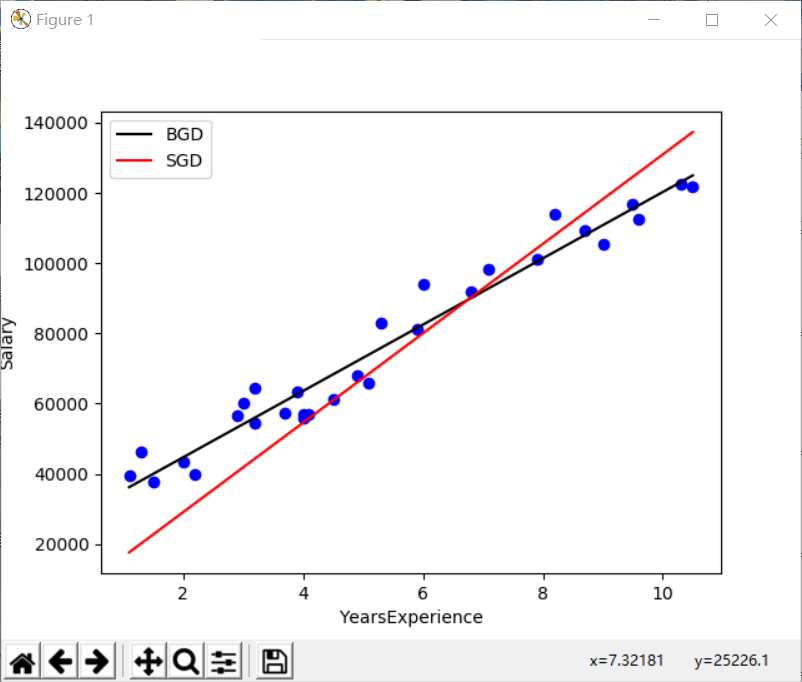 Figure 1
BGD
SGD
140000
120000
100000
80000
60000
40000
20000
Salary
2 4 6 8 10
YearsExperience
x=7.32181 y=25226.1